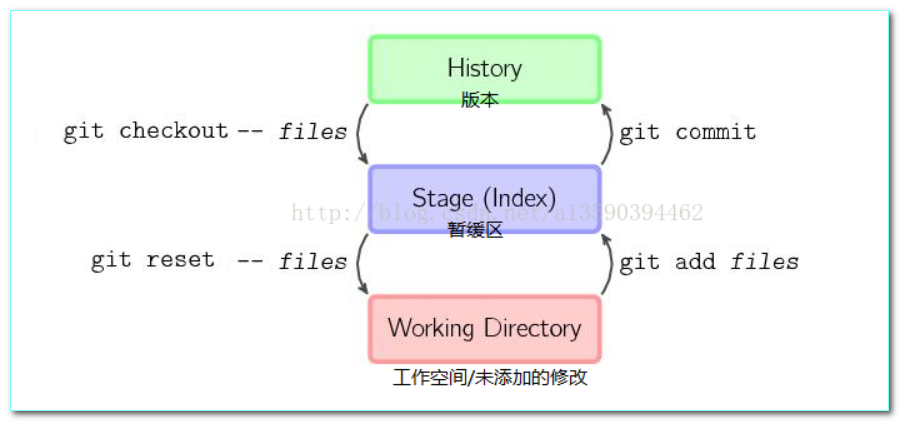 History
版本
git checkout -- files
git commit
Stage (Index)
http://blog.csdn.net/a13590394462
暂缓区
git reset -- files
git add files
Working Directory
工作空间/未添加的修改